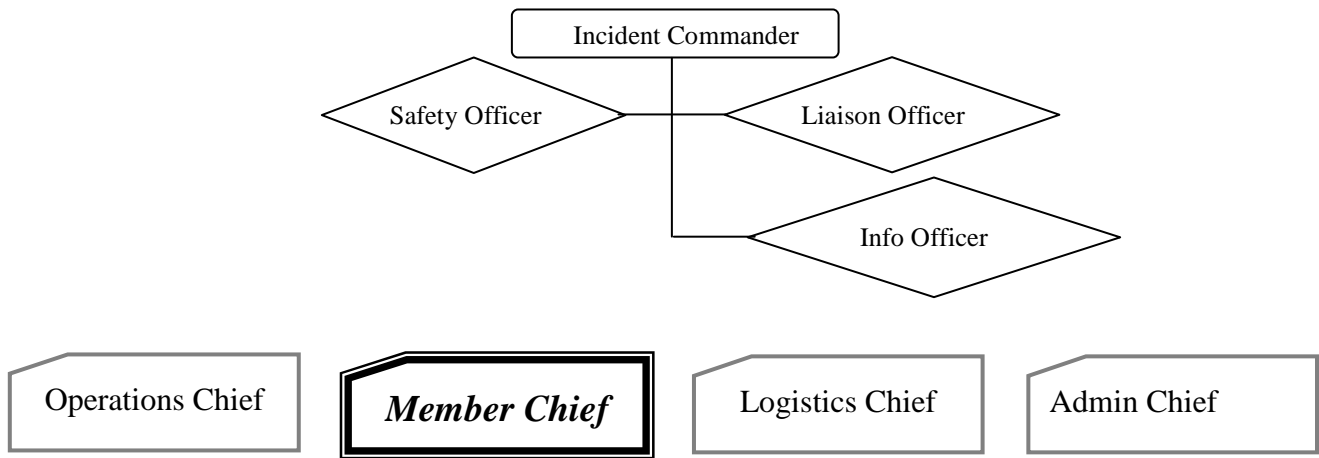 Incident Commander
Safety Officer
Liaison Officer
Info Officer
Operations Chief
Member Chief
Logistics Chief
Admin Chief